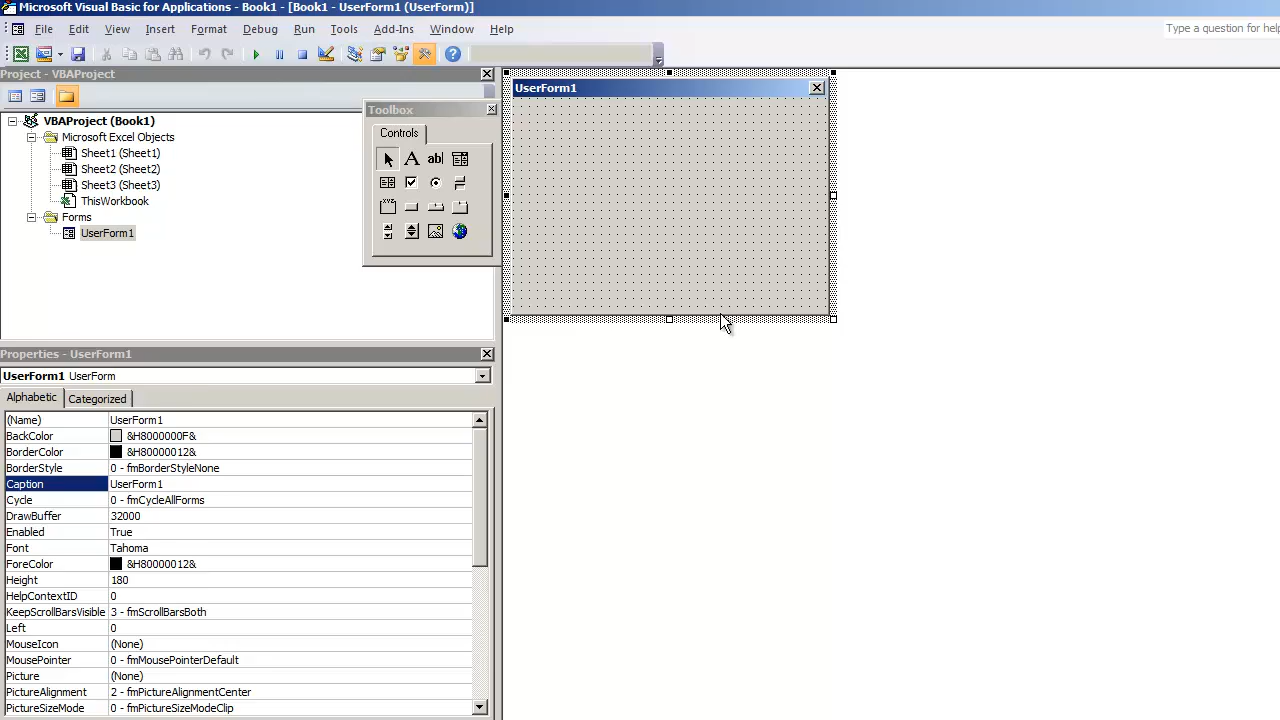 Microsoft Visual Basic for Applications - Book1 - [Book1 - UserForm1 (UserForm)]
File Edit View Insert Format Debug Run Tools Add-Ins Window Help
Type a question for help
Project - VBAProject
VBAProject (Book1)
Microsoft Excel Objects
Sheet1 (Sheet1)
Sheet2 (Sheet2)
Sheet3 (Sheet3)
ThisWorkbook
Forms
UserForm1
Toolbox
Controls
A ab|
xyz
UserForm1
Properties - UserForm1
UserForm1 UserForm
Alphabetic Categorized
(Name) UserForm1
BackColor &H8000000F&
BorderColor &H80000012&
BorderStyle 0 - fmBorderStyleNone
Caption UserForm1
Cycle 0 - fmCycleAllForms
DrawBuffer 32000
Enabled True
Font Tahoma
ForeColor &H80000012&
Height 180
HelpContextID 0
KeepScrollBarsVisible 3 - fmScrollBarsBoth
Left 0
MouseIcon (None)
MousePointer 0 - fmMousePointerDefault
Picture (None)
PictureAlignment 2 - fmPictureAlignmentCenter
PictureSizeMode 0 - fmPictureSizeModeClip